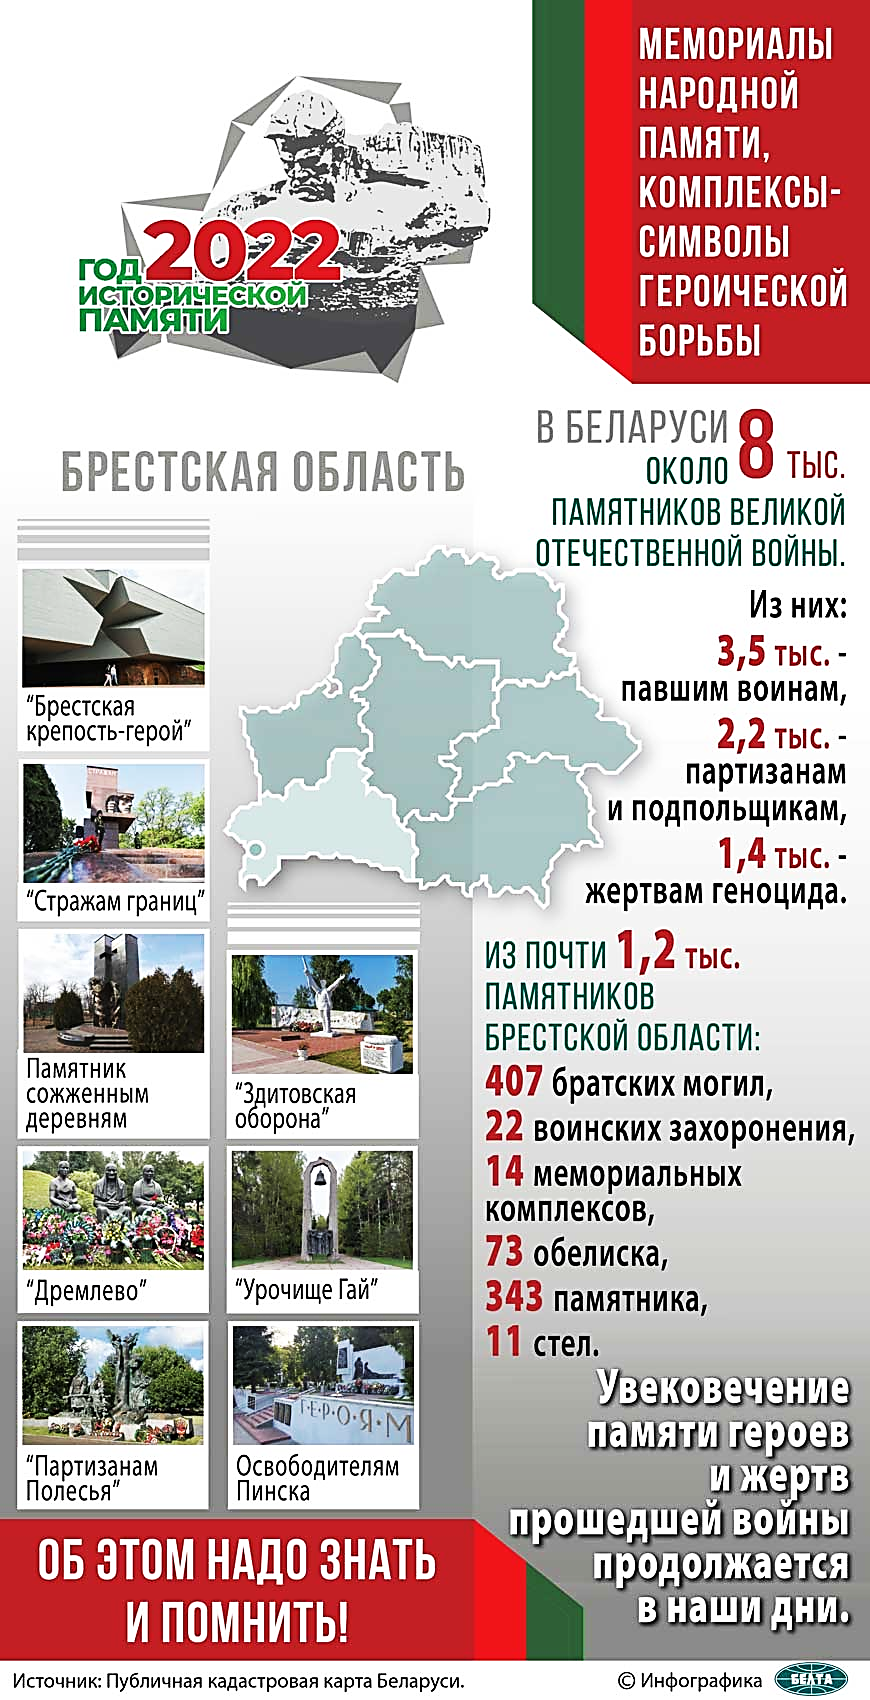 МЕМОРИАЛЫ
НАРОДНОЙ
ПАМЯТИ,
КОМПЛЕКСЫ-
СИМВОЛЫ
ГЕРОИЧЕСКОЙ
БОРЬБЫ
2022
ГОД
ИСТОРИЧЕСКОЙ
ПАМЯТИ
БРЕСТСКАЯ ОБЛАСТЬ
В БЕЛАРУСИ
ОКОЛО 8 ТЫС.
ПАМЯТНИКОВ ВЕЛИКОЙ
ОТЕЧЕСТВЕННОЙ ВОЙНЫ.
Из них:
3,5 тыс. -
павшим воинам,
2,2 тыс. -
партизанам
и подпольщикам,
1,4 тыс. -
жертвам геноцида.
"Брестская
крепость-герой"
СТРАЖАМ
"Стражам границ"
Памятник
сожженным
деревням
"Здитовская
оборона"
"Дремлево"
"Урочище Гай"
"Партизанам
Полесья"
ГЕРОЯМ
Освободителям
Пинска
ИЗ ПОЧТИ 1,2 ТЫС.
ПАМЯТНИКОВ
БРЕСТСКОЙ ОБЛАСТИ:
407 братских могил,
22 воинских захоронения,
14 мемориальных
комплексов,
73 обелиска,
343 памятника,
11 стел.
Увековечение
памяти героев
и жертв
прошедшей войны
продолжается
в наши дни.
ОБ ЭТОМ НАДО ЗНАТЬ
И ПОМНИТЬ!
Источник: Публичная кадастровая карта Беларуси.
© Инфографика
БЕЛТА